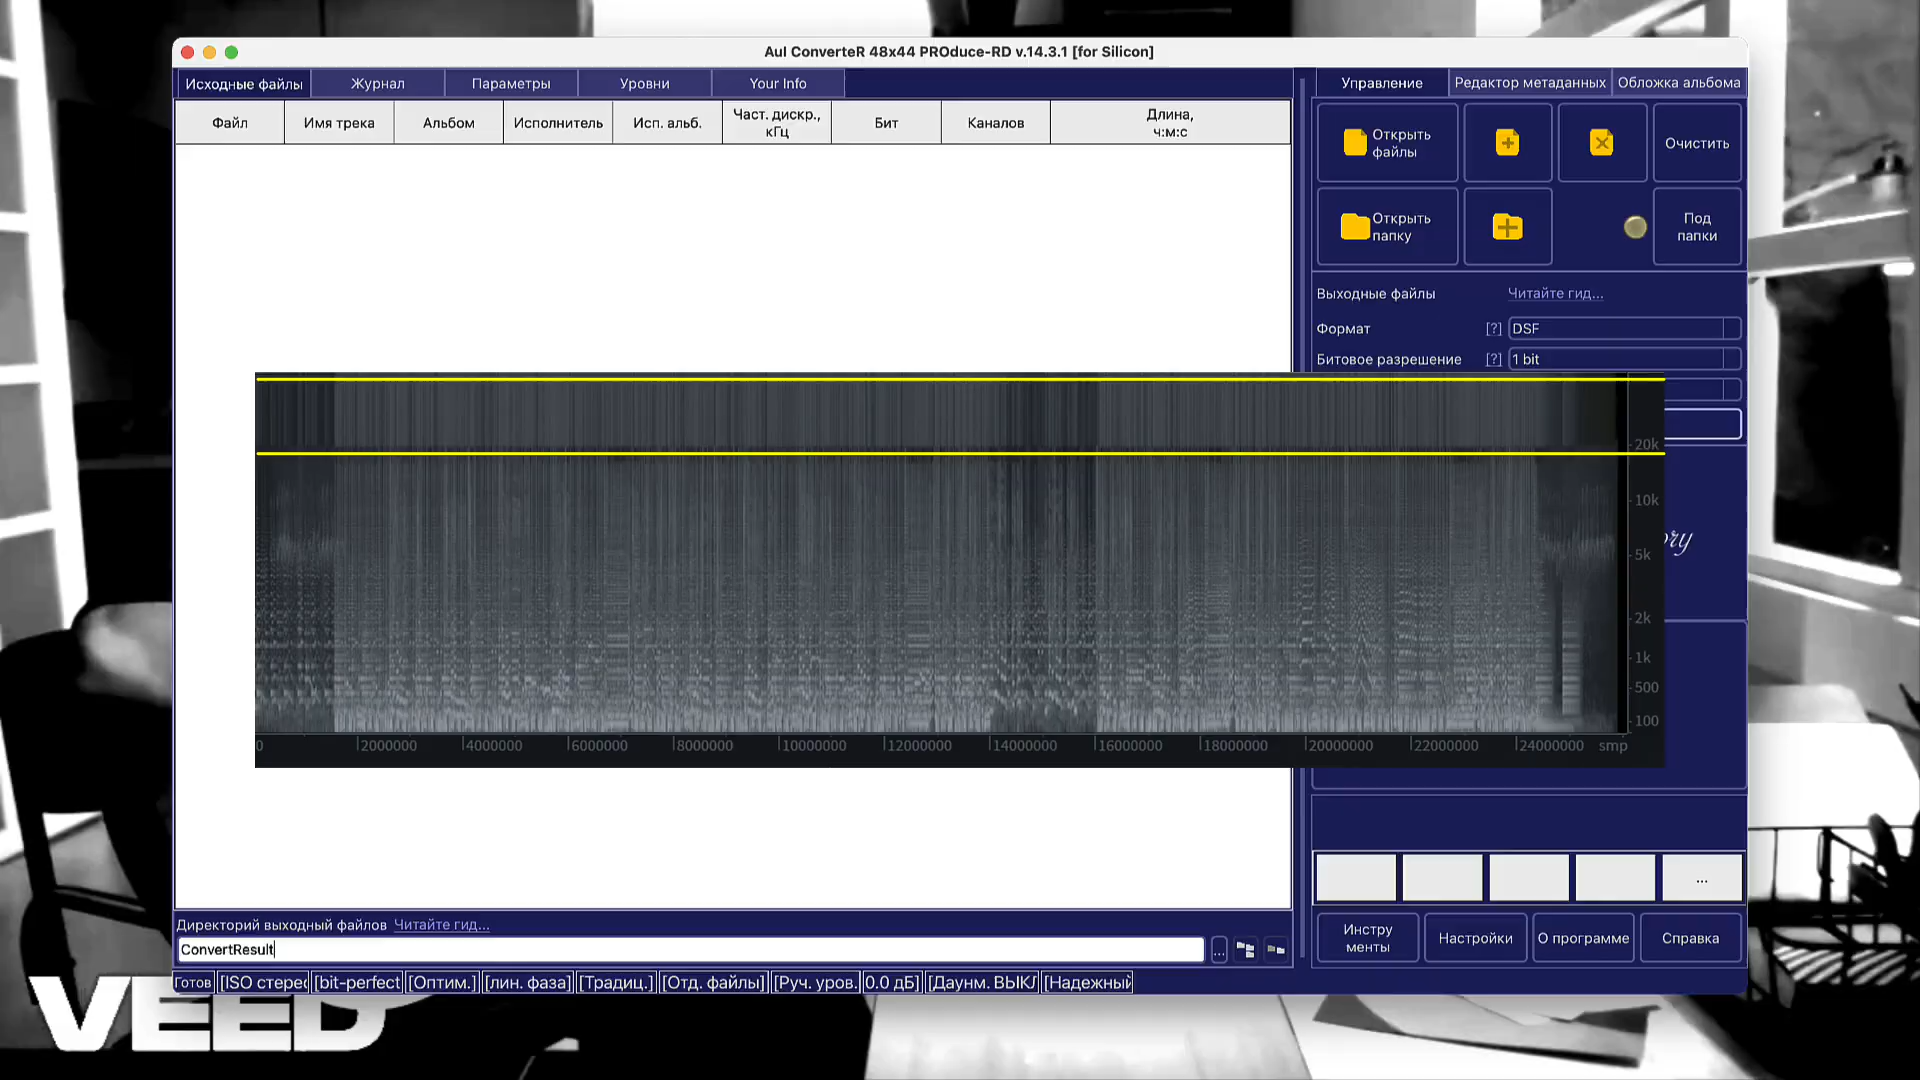 AuI ConverteR 48x44 PROduce-RD v.14.3.1 [for Silicon]
Исходные файлы
Журнал
Параметры
Уровни
Your Info
Управление
Редактор метаданных
Обложка альбома
Файл
Имя трека
Альбом
Исполнитель
Исп. альб.
Част. дискр.,
кГц
Бит
Каналов
Длина,
ч:м:с
Открыть
файлы
Очистить
Открыть
папку
Под
папки
Выходные файлы
Читайте гид...
Формат
[?]
DSF
Битовое разрешение
[?]
1 bit
20k
10k
5k
2k
1k
500
100
0
2000000
4000000
6000000
8000000
10000000
12000000
14000000
16000000
18000000
20000000
22000000
24000000
smp
...
Директорий выходный файлов
Читайте гид...
ConvertResult
...
Инстру
менты
Настройки
О программе
Справка
Готов
[ISO стерео
[bit-perfect
[Оптим.]
[лин. фаза]
[Традиц.]
[Отд. файлы]
[Руч. уров.
0.0 дБ]
[Даунм. ВЫКЛ
[Надежный
VEED